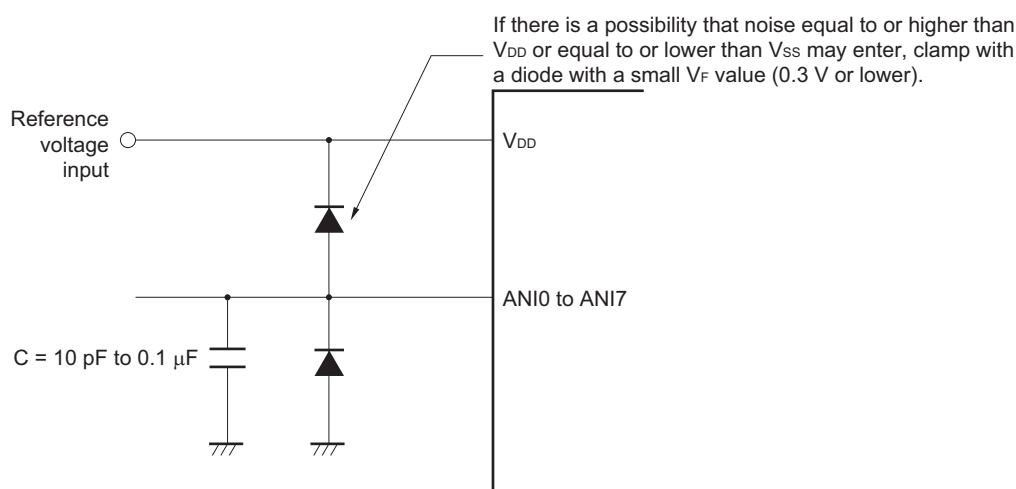 If there is a possibility that noise equal to or higher than
VDD or equal to or lower than VSS may enter, clamp with
a diode with a small VF value (0.3 V or lower).
Reference
voltage
input
VDD
ANI0 to ANI7
C = 10 pF to 0.1 μF